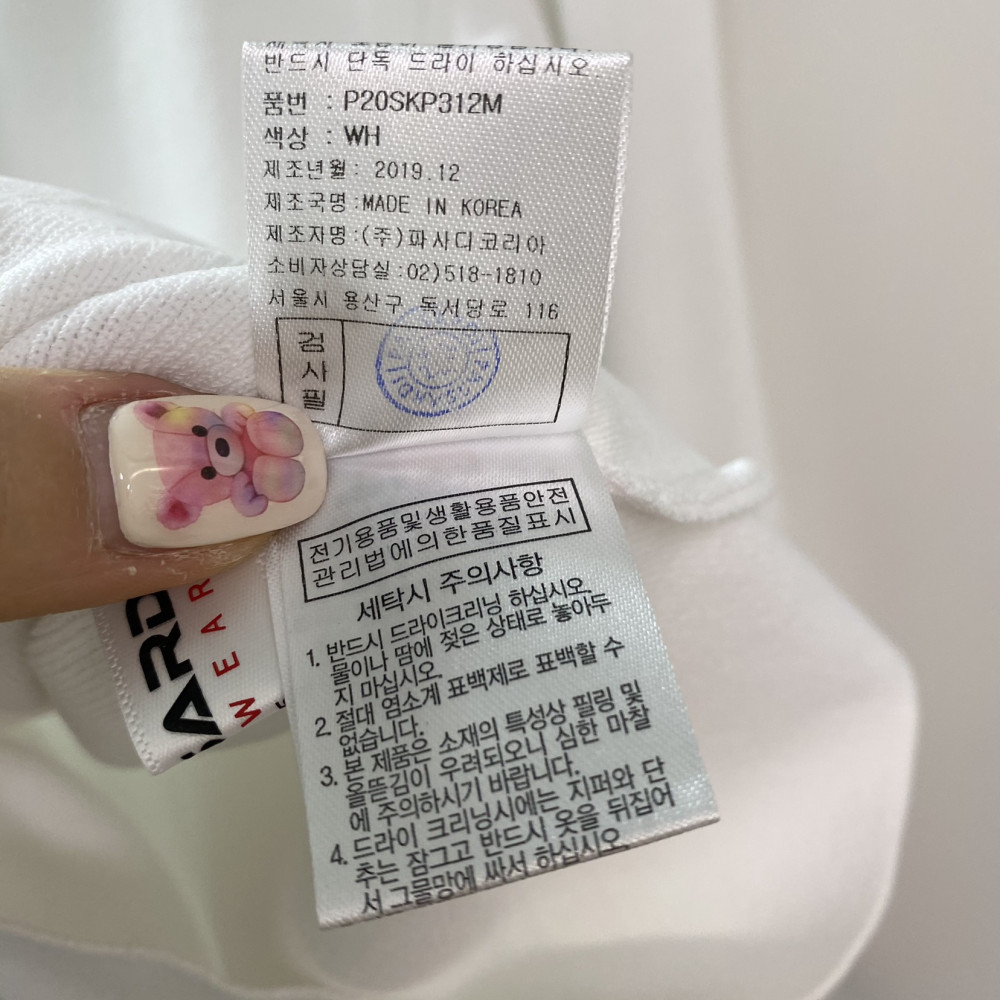 반드시 단독 드라이 하십시오.
품번 : P20SKP312M
색상 : WH
제조년월: 2019.12
제조국명:MADE IN KOREA
제조자명:(주)파사디코리아
소비자상담실:02)518-1810
서울시 용산구 독서당로 116
검사필
전기용품및생활용품안전
관리법에의한품질표시
세탁시 주의사항
1. 반드시 드라이크리닝 하십시오.
물이나 땀에 젖은 상태로 놓아두
지 마십시오.
2. 절대 염소계 표백제로 표백할 수
없습니다.
3. 본 제품은 소재의 특성상 필링 및
올뜯김이 우려되오니 심한 마찰
에 주의하시기 바랍니다.
4. 드라이 크리닝시에는 지퍼와 단
추는 잠그고 반드시 옷을 뒤집어
서 그물망에 싸서 하십시오.
ARD
WEAR